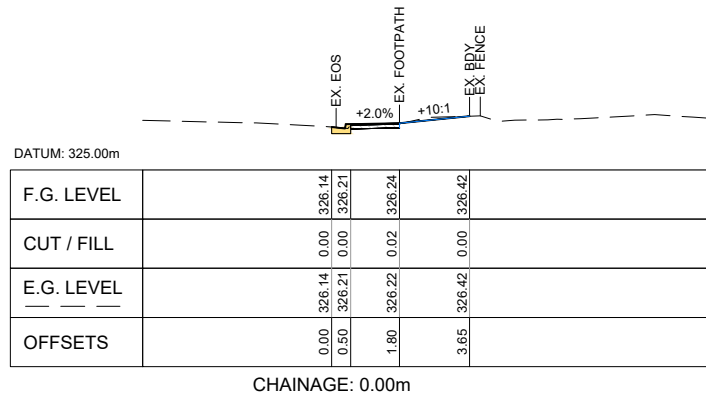 EX. EOS
EX. FOOTPATH
EX. BDY
EX. FENCE
+2.0%
+10:1
DATUM: 325.00m
F.G. LEVEL 326.14 326.21 326.24 326.42
CUT / FILL 0.00 0.00 0.02 0.00
E.G. LEVEL 326.14 326.21 326.22 326.42
OFFSETS 0.00 0.50 1.80 3.65
CHAINAGE: 0.00m